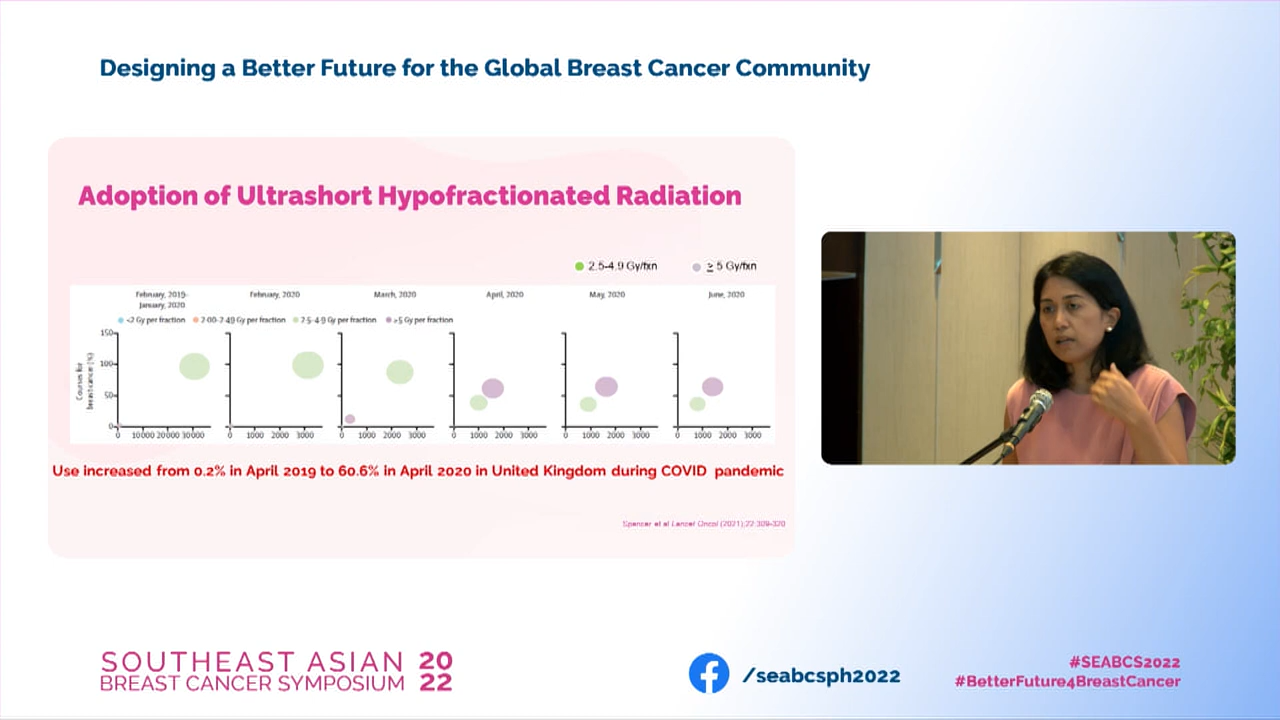 Designing a Better Future for the Global Breast Cancer Community
Adoption of Ultrashort Hypofractionated Radiation
2.5-4.9 Gy/fxn
≥ 5 Gy/fxn
February, 2019-
January, 2020
February, 2020
March, 2020
April, 2020
May, 2020
June, 2020
<2 Gy per fraction
2·00-2·49 Gy per fraction
2·5-4·9 Gy per fraction
>5 Gy per fraction
Courses for
breast cancer (%)
150
100
50
0
0 10000 20000 30000
0 1000 2000 3000
0 1000 2000 3000
0 1000 2000 3000
0 1000 2000 3000
0 1000 2000 3000
Use increased from 0.2% in April 2019 to 60.6% in April 2020 in United Kingdom during COVID pandemic
Spencer et al Lancet Oncol (2021);22:309-320
SOUTHEAST ASIAN 20
BREAST CANCER SYMPOSIUM 22
/seabcsph2022
#SEABCS2022
#BetterFuture4BreastCancer